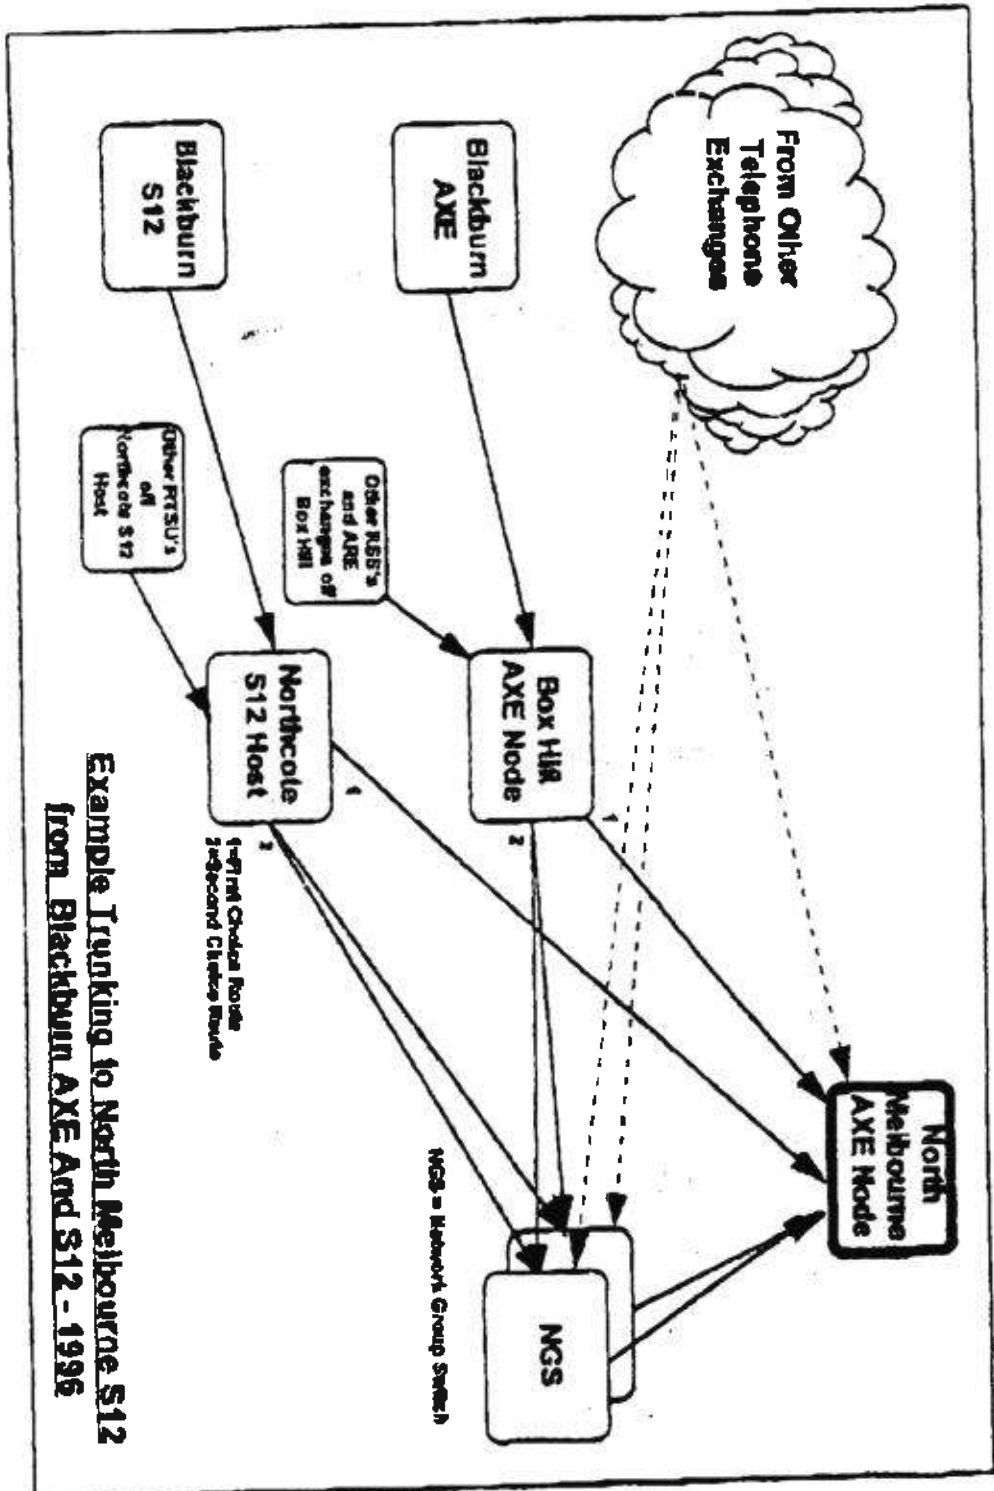 From Other
Telephone
Exchanges
Blackburn
AXE
Blackburn
S12
Other RSS's
and ARE
exchanges off
Box Hill
Other RTSU's
off
Northcote S12
Host
Box Hill
AXE Node
Northcote
S12 Host
1
2
1
2
1=First Choice Route
2=Second Choice Route
North
Melbourne
AXE Node
NGS
NGS = Network Group Switch
Example Trunking to North Melbourne S12
from Blackburn AXE And S12 - 1996